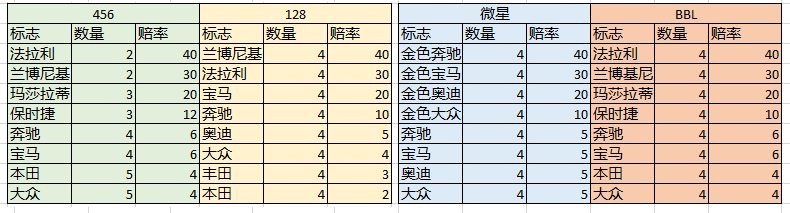 456 128 微星 BBL
标志 数量 赔率 标志 数量 赔率 标志 数量 赔率 标志 数量 赔率
法拉利 2 40 兰博尼基 4 40 金色奔驰 4 40 法拉利 4 40
兰博尼基 2 30 法拉利 4 30 金色宝马 4 30 兰博基尼 4 30
玛莎拉蒂 3 20 宝马 4 20 金色奥迪 4 20 玛莎拉蒂 4 20
保时捷 3 12 奔驰 4 10 金色大众 4 10 保时捷 4 10
奔驰 4 6 奥迪 4 5 奔驰 4 5 奔驰 4 6
宝马 4 6 大众 4 4 宝马 4 5 宝马 4 6
本田 5 4 丰田 4 3 奥迪 4 5 本田 4 4
大众 5 4 本田 4 2 大众 4 5 大众 4 4